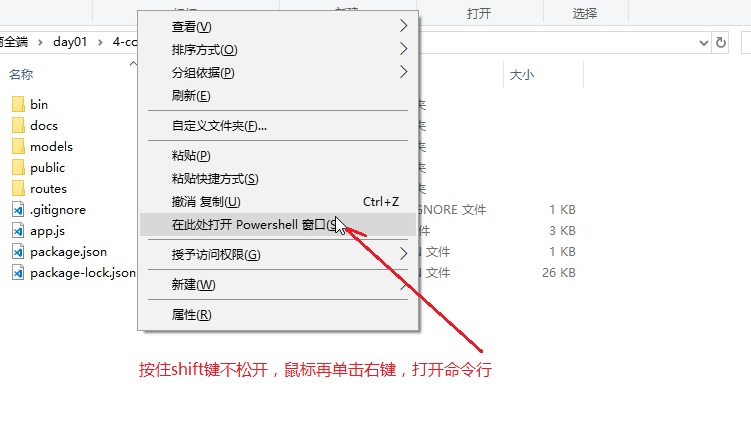 打开
选择
全端 > day01 > 4-co
名称
大小
查看(V)
排序方式(O)
分组依据(P)
刷新(E)
自定义文件夹(F)...
粘贴(P)
粘贴快捷方式(S)
撤消 复制(U) Ctrl+Z
在此处打开 Powershell 窗口(S
授予访问权限(G)
新建(W)
属性(R)
bin 夹
docs 夹
models 夹
public 夹
routes 夹
.gitignore GNORE 文件 1 KB
app.js 件 3 KB
package.json 文件 1 KB
package-lock.json 文件 26 KB
按住shift键不松开，鼠标再单击右键，打开命令行